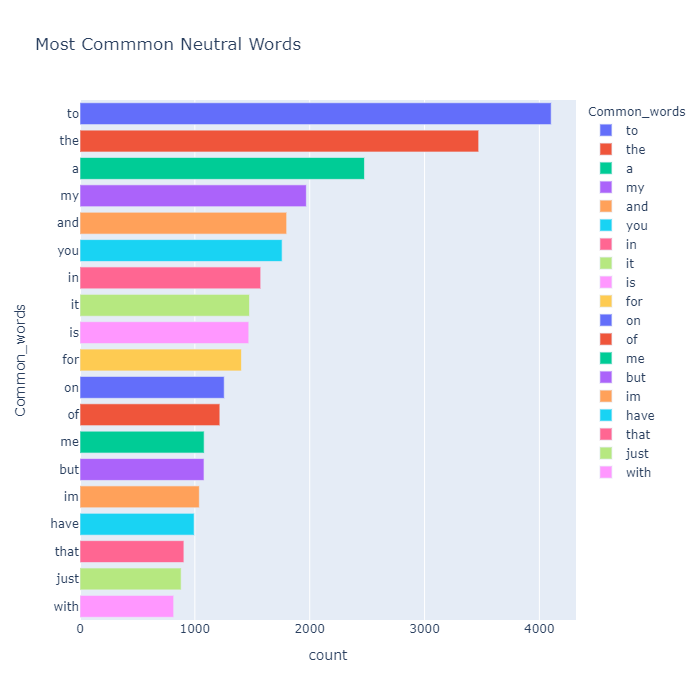 Most Commmon Neutral Words
Common_words
to
the
a
my
and
you
in
it
is
for
on
of
me
but
im
have
that
just
with
0 1000 2000 3000 4000
count
Common_words
to
the
a
my
and
you
in
it
is
for
on
of
me
but
im
have
that
just
with